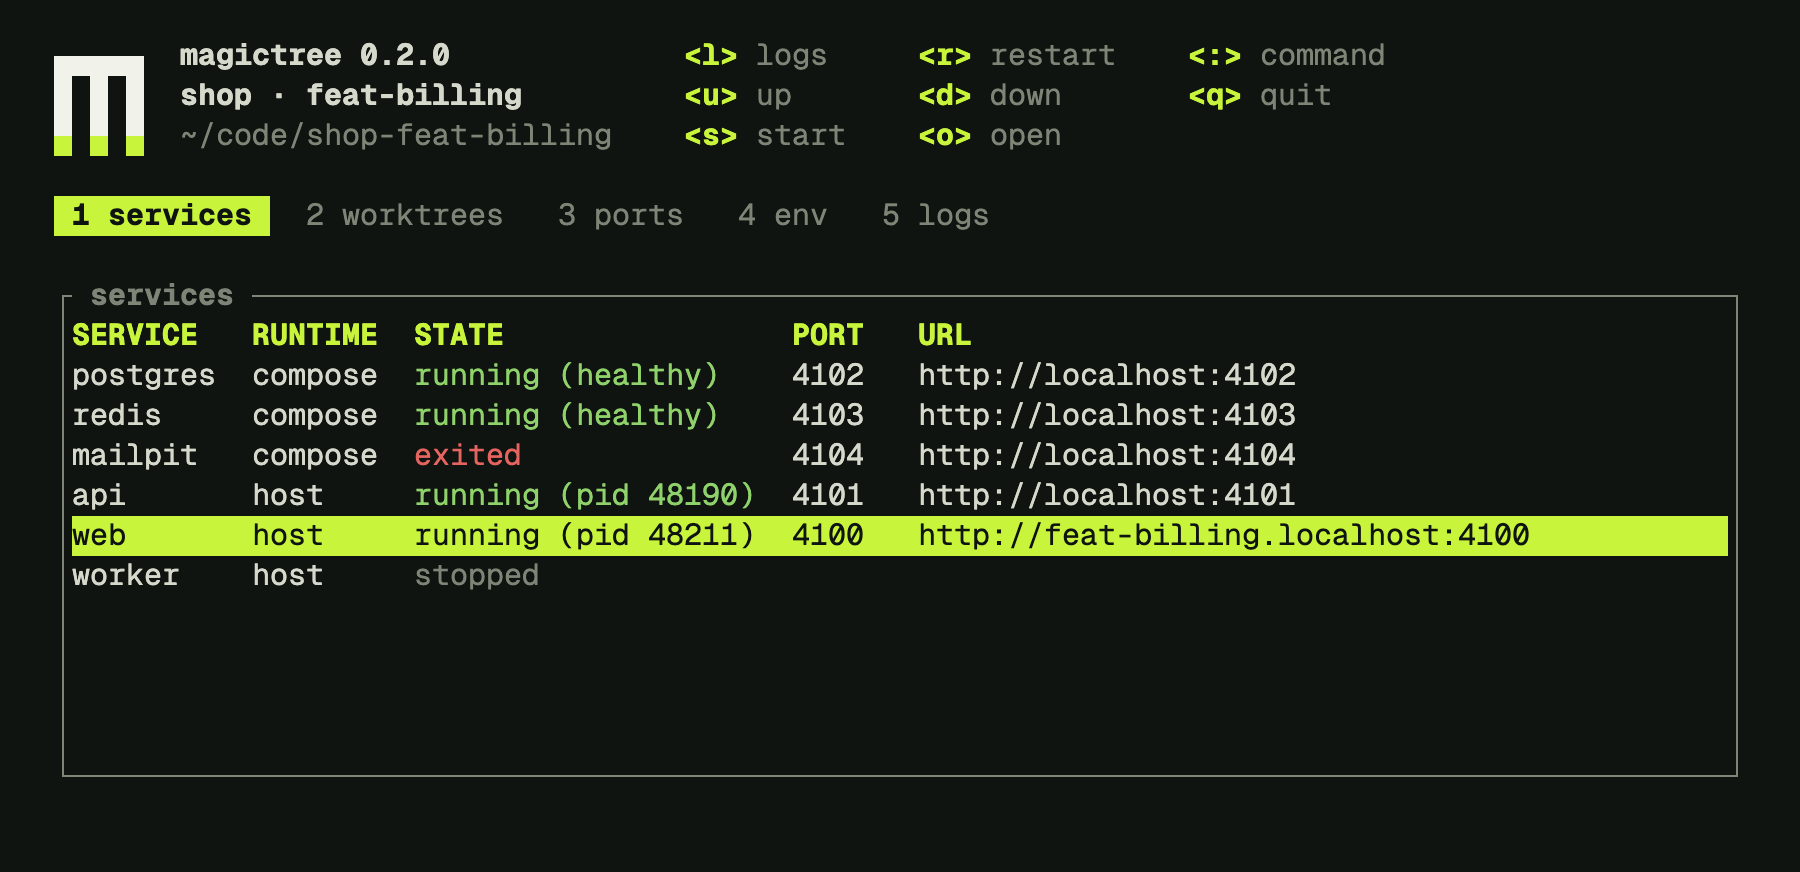 magictree 0.2.0 <l> logs <r> restart <:> command
shop · feat-billing <u> up <d> down <q> quit
~/code/shop-feat-billing <s> start <o> open
1 services 2 worktrees 3 ports 4 env 5 logs
services
SERVICE RUNTIME STATE PORT URL
postgres compose running (healthy) 4102 http://localhost:4102
redis compose running (healthy) 4103 http://localhost:4103
mailpit compose exited 4104 http://localhost:4104
api host running (pid 48190) 4101 http://localhost:4101
web host running (pid 48211) 4100 http://feat-billing.localhost:4100
worker host stopped